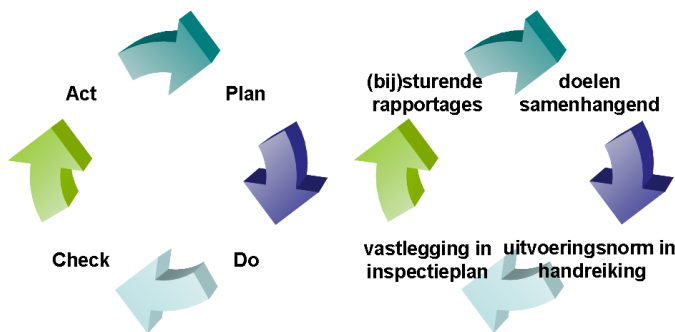 Act
Plan
Check
Do
(bij)sturende
rapportages
doelen
samenhangend
vastlegging in
inspectieplan
uitvoeringsnorm in
handreiking